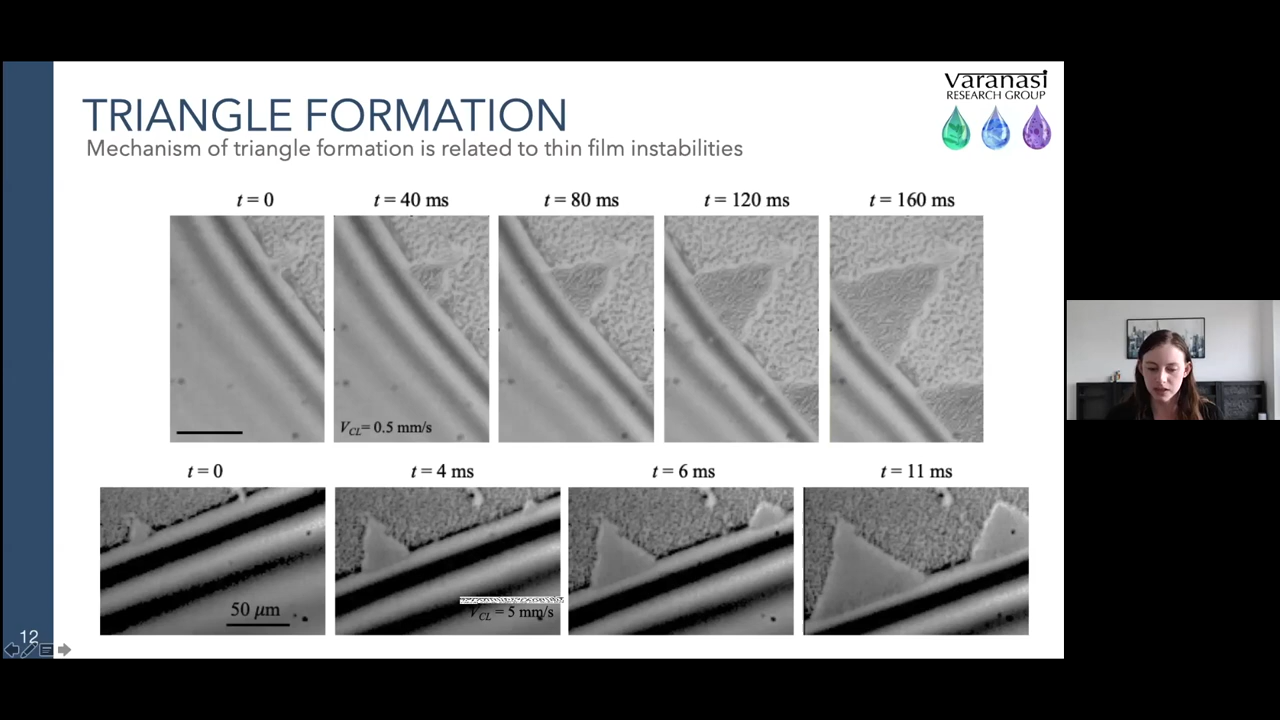 varanasi
RESEARCH GROUP
TRIANGLE FORMATION
Mechanism of triangle formation is related to thin film instabilities
t = 0
t = 40 ms
t = 80 ms
t = 120 ms
t = 160 ms
V_CL = 0.5 mm/s
t = 0
t = 4 ms
t = 6 ms
t = 11 ms
50 μm
V_CL = 5 mm/s
12